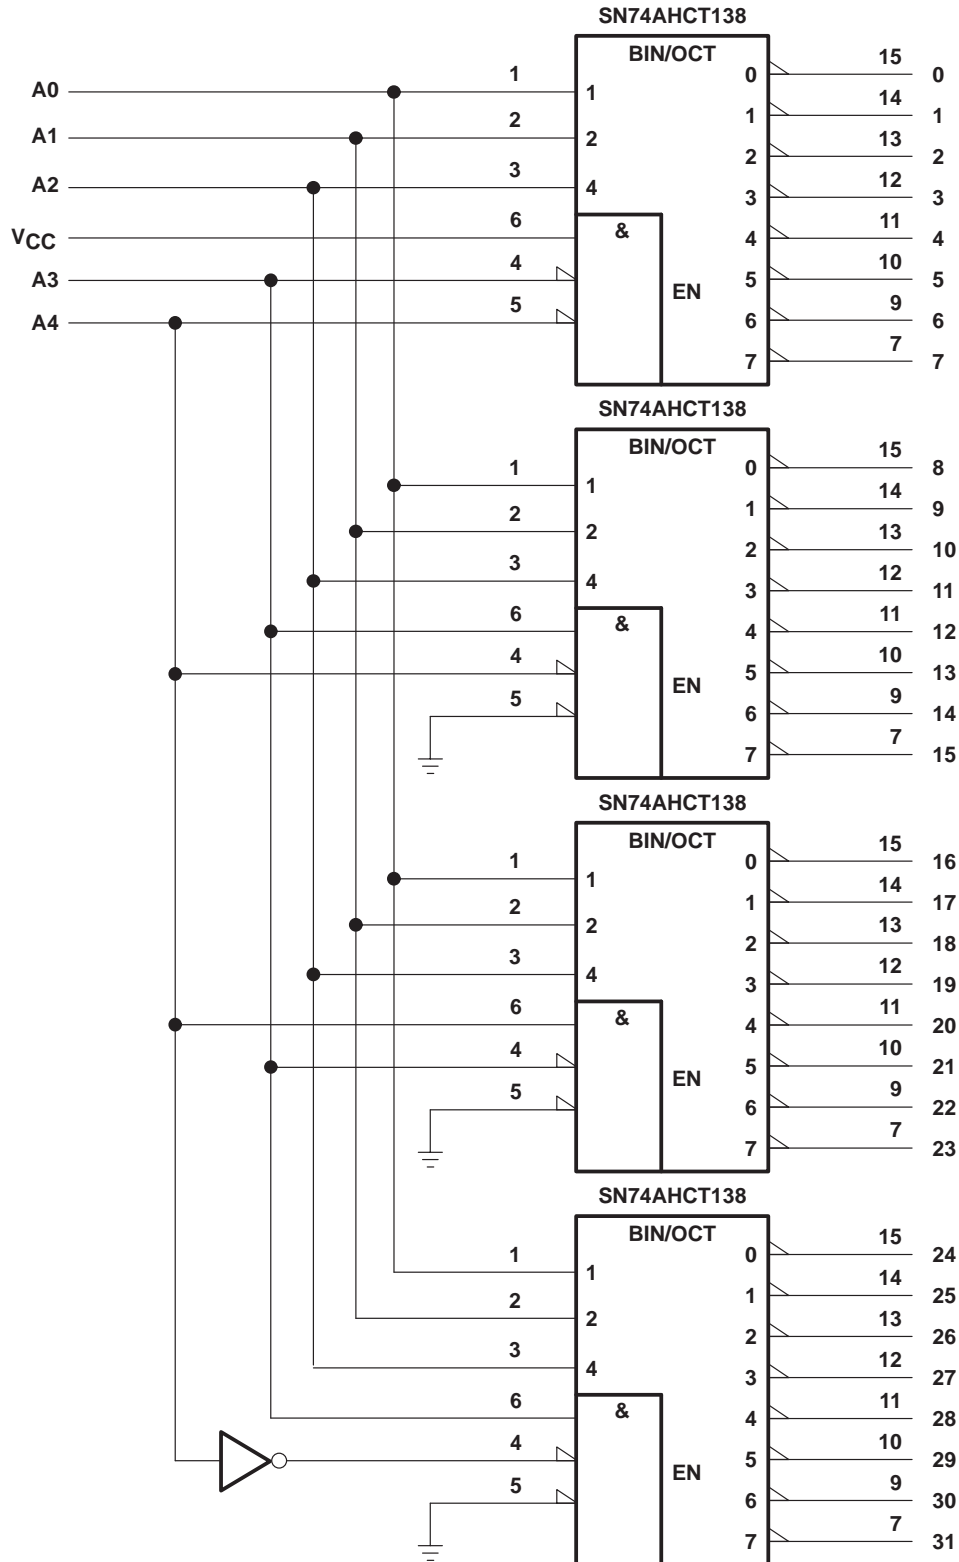 SN74AHCT138
BIN/OCT
A0 1 1 0 15 0
A1 2 2 1 14 1
A2 3 4 2 13 2
3 12 3
VCC 6 & 4 11 4
A3 4 EN 5 10 5
A4 5 6 9 6
7 7 7
SN74AHCT138
BIN/OCT
1 1 0 15 8
2 2 1 14 9
3 4 2 13 10
3 12 11
6 & 4 11 12
4 EN 5 10 13
5 6 9 14
7 7 15
SN74AHCT138
BIN/OCT
1 1 0 15 16
2 2 1 14 17
3 4 2 13 18
3 12 19
6 & 4 11 20
4 EN 5 10 21
5 6 9 22
7 7 23
SN74AHCT138
BIN/OCT
1 1 0 15 24
2 2 1 14 25
3 4 2 13 26
3 12 27
6 & 4 11 28
4 EN 5 10 29
5 6 9 30
7 7 31